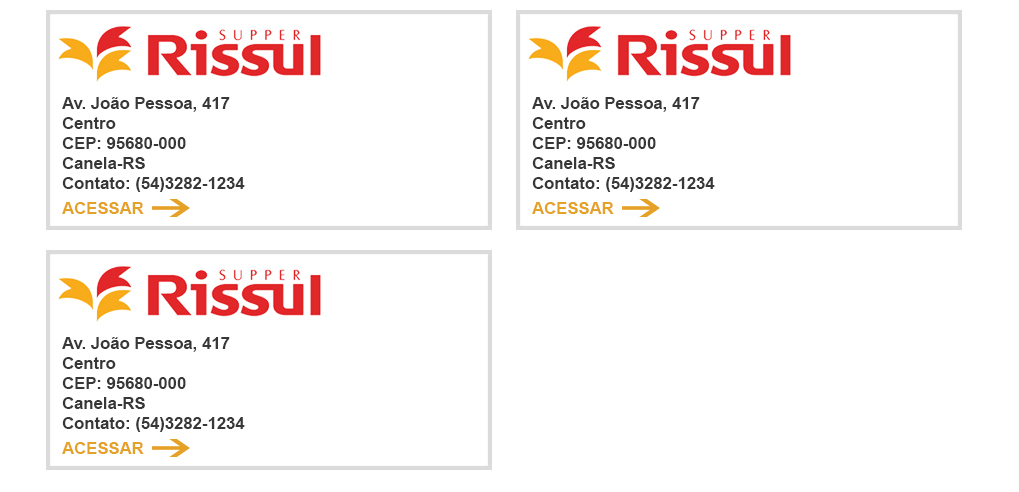 SUPPER
Rissul
Av. João Pessoa, 417
Centro
CEP: 95680-000
Canela-RS
Contato: (54)3282-1234
ACESSAR
SUPPER
Rissul
Av. João Pessoa, 417
Centro
CEP: 95680-000
Canela-RS
Contato: (54)3282-1234
ACESSAR
SUPPER
Rissul
Av. João Pessoa, 417
Centro
CEP: 95680-000
Canela-RS
Contato: (54)3282-1234
ACESSAR